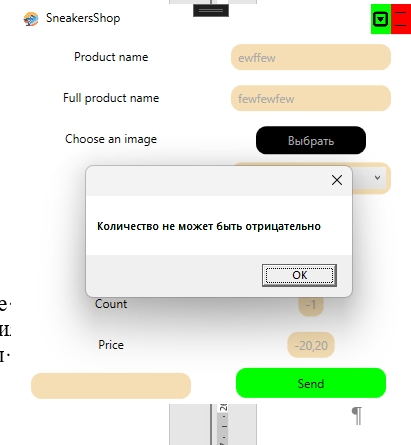 SneakersShop
Product name
ewffew
Full product name
fewfewfew
Choose an image
Выбрать
Количество не может быть отрицательно
OK
Count
-1
Price
-20,20
Send
¶